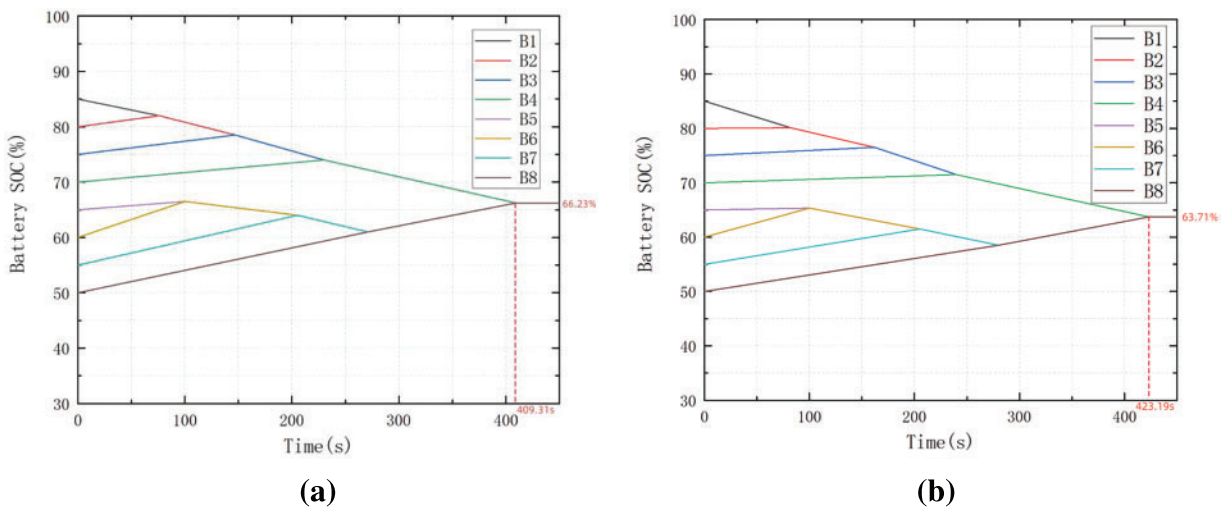 100
90
80
70
60
50
40
30
Battery SOC(%)
0
100
200
300
400
Time(s)
B1
B2
B3
B4
B5
B6
B7
B8
66.23%
409.31s
(a)
100
90
80
70
60
50
40
30
Battery SOC(%)
0
100
200
300
400
Time(s)
B1
B2
B3
B4
B5
B6
B7
B8
63.71%
423.19s
(b)